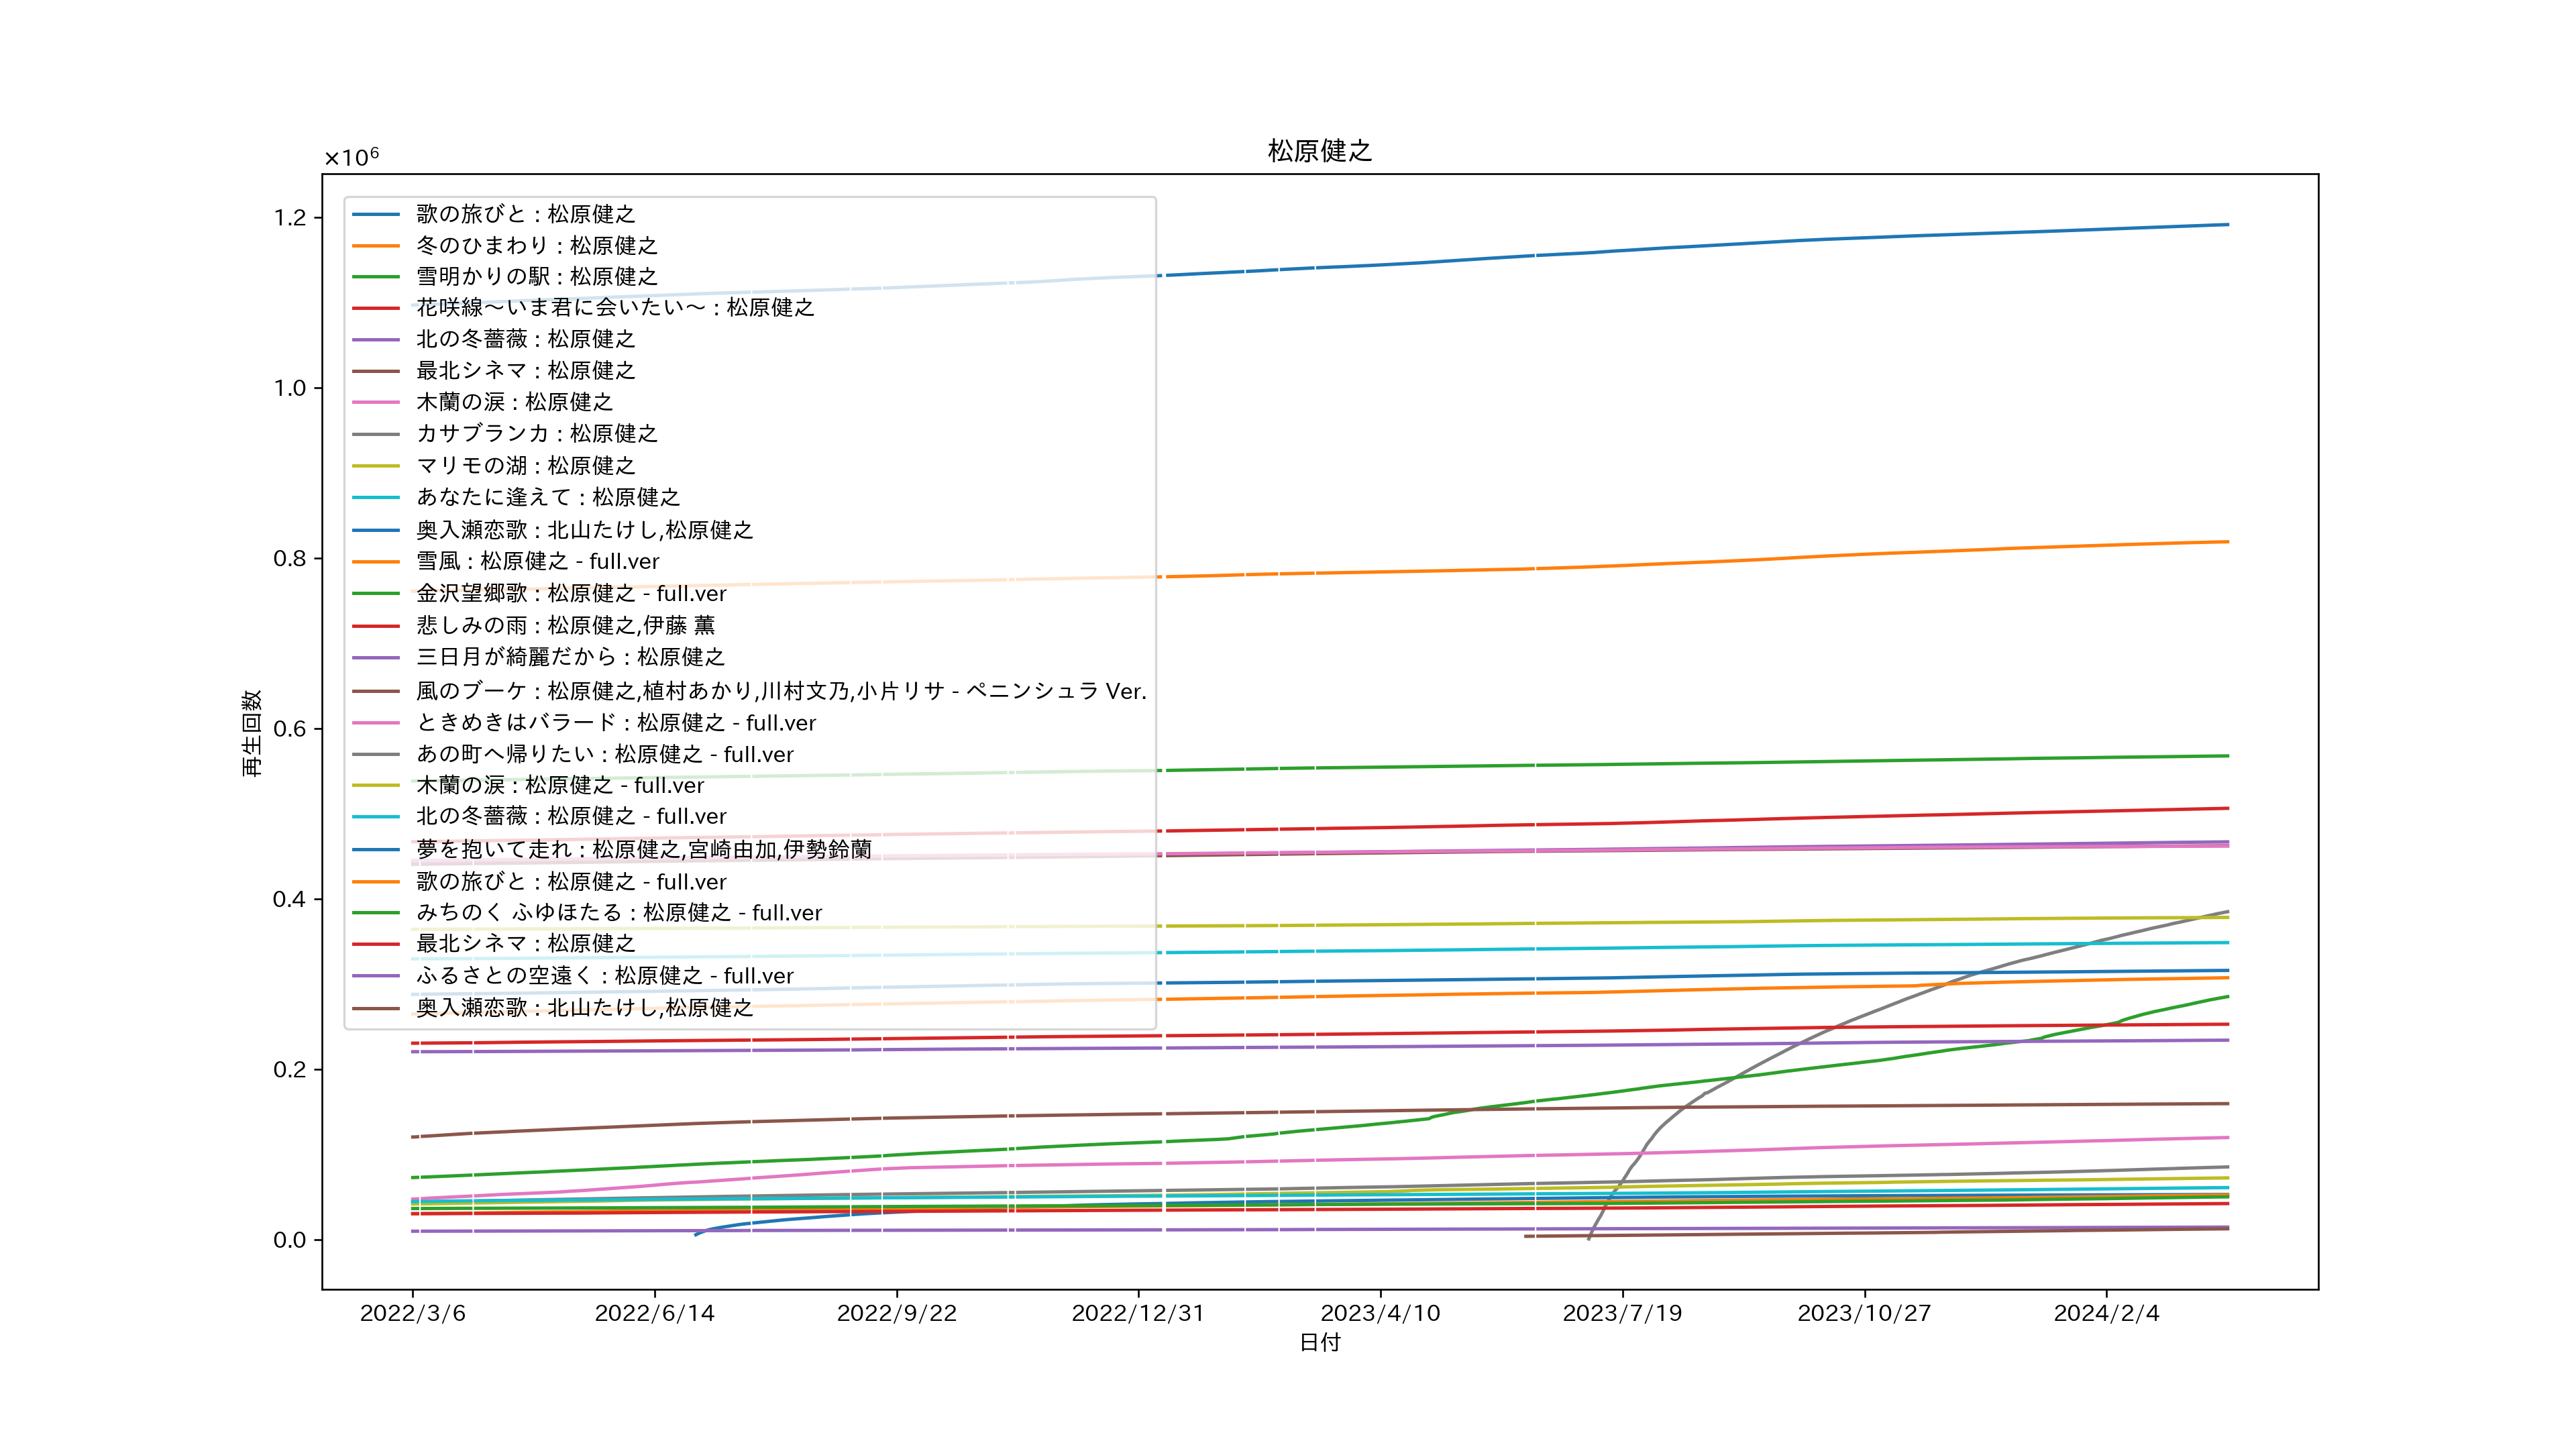 松原健之
×10⁶
1.2
1.0
0.8
0.6
0.4
0.2
0.0
再生回数
歌の旅びと : 松原健之
冬のひまわり : 松原健之
雪明かりの駅 : 松原健之
花咲線～いま君に会いたい～ : 松原健之
北の冬薔薇 : 松原健之
最北シネマ : 松原健之
木蘭の涙 : 松原健之
カサブランカ : 松原健之
マリモの湖 : 松原健之
あなたに逢えて : 松原健之
奥入瀬恋歌 : 北山たけし,松原健之
雪風 : 松原健之 - full.ver
金沢望郷歌 : 松原健之 - full.ver
悲しみの雨 : 松原健之,伊藤 薫
三日月が綺麗だから : 松原健之
風のブーケ : 松原健之,植村あかり,川村文乃,小片リサ - ペニンシュラ Ver.
ときめきはバラード : 松原健之 - full.ver
あの町へ帰りたい : 松原健之 - full.ver
木蘭の涙 : 松原健之 - full.ver
北の冬薔薇 : 松原健之 - full.ver
夢を抱いて走れ : 松原健之,宮崎由加,伊勢鈴蘭
歌の旅びと : 松原健之 - full.ver
みちのく ふゆほたる : 松原健之 - full.ver
最北シネマ : 松原健之
ふるさとの空遠く : 松原健之 - full.ver
奥入瀬恋歌 : 北山たけし,松原健之
2022/3/6 2022/6/14 2022/9/22 2022/12/31 2023/4/10 2023/7/19 2023/10/27 2024/2/4
日付